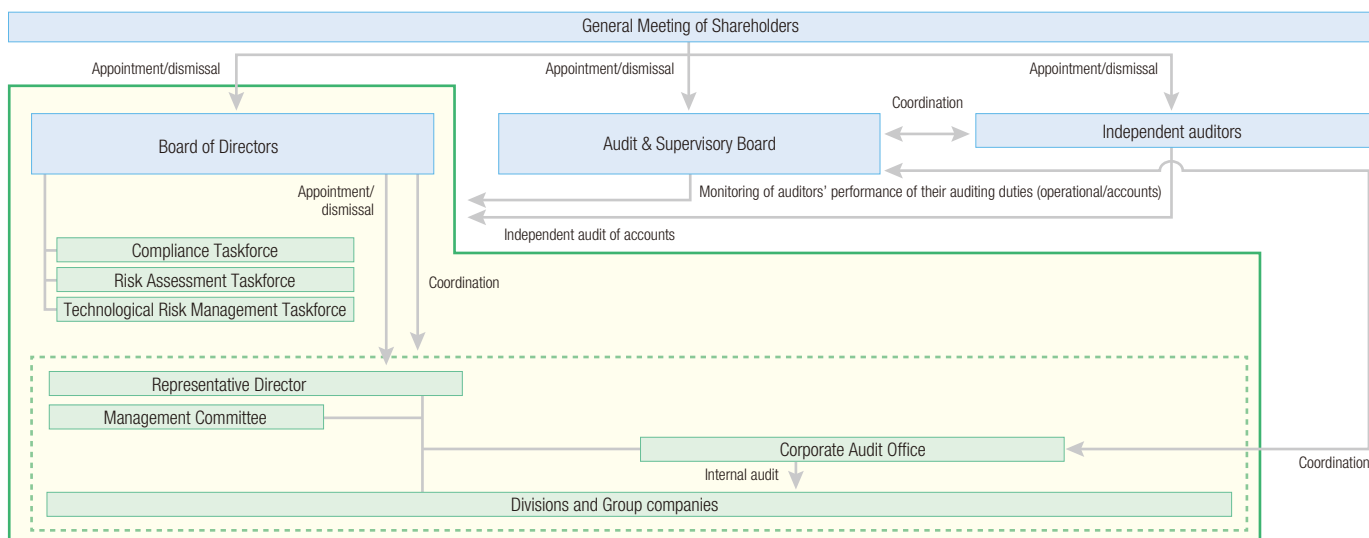 General Meeting of Shareholders
Appointment/dismissal
Appointment/dismissal
Appointment/dismissal
Coordination
Board of Directors
Audit & Supervisory Board
Independent auditors
Appointment/
dismissal
Monitoring of auditors' performance of their auditing duties (operational/accounts)
Independent audit of accounts
Compliance Taskforce
Risk Assessment Taskforce
Technological Risk Management Taskforce
Coordination
Representative Director
Management Committee
Corporate Audit Office
Coordination
Internal audit
Divisions and Group companies